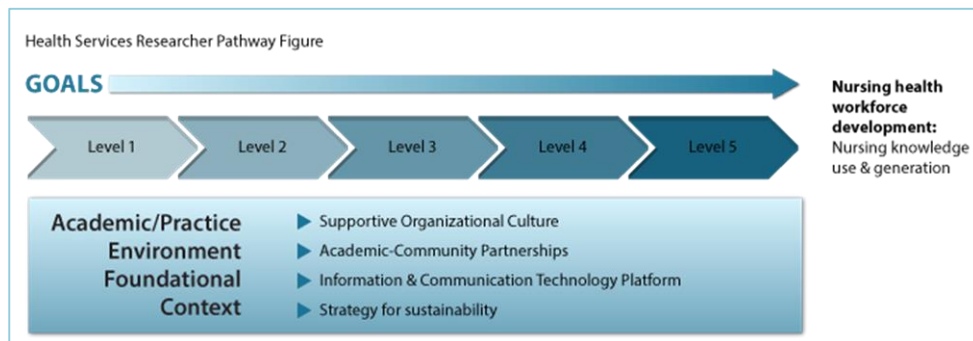 Health Services Researcher Pathway Figure
GOALS
Nursing health
workforce
development:
Nursing knowledge
use & generation
Level 1
Level 2
Level 3
Level 4
Level 5
Academic/Practice
Environment
Foundational
Context
Supportive Organizational Culture
Academic-Community Partnerships
Information & Communication Technology Platform
Strategy for sustainability